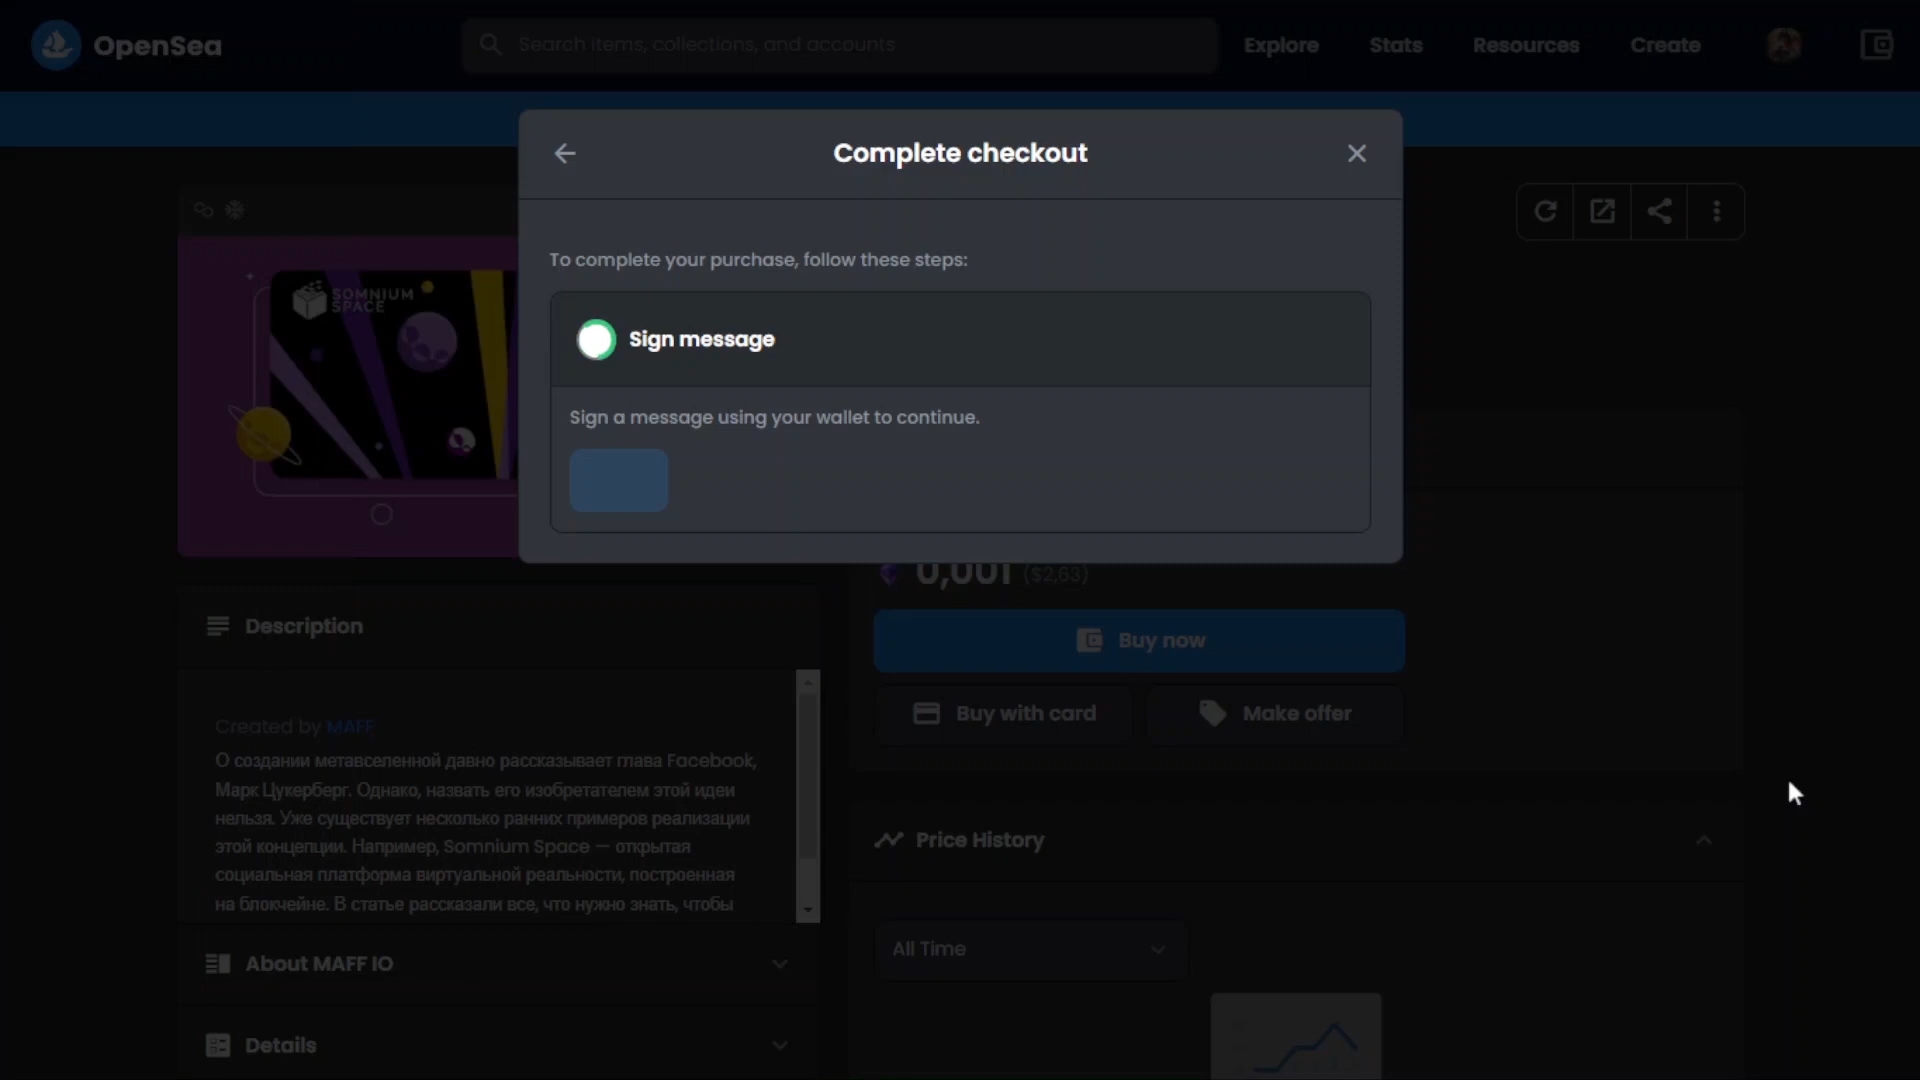 OpenSea
Search items, collections, and accounts
Explore
Stats
Resources
Create
Complete checkout
To complete your purchase, follow these steps:
Sign message
Sign a message using your wallet to continue.
SOMNIUM
SPACE
0,001 ($2,63)
Buy now
Buy with card
Make offer
Description
Created by MAFF
О создании метавселенной давно рассказывает глава Facebook,
Марк Цукерберг. Однако, назвать его изобретателем этой идеи
нельзя. Уже существует несколько ранних примеров реализации
этой концепции. Например, Somnium Space — открытая
социальная платформа виртуальной реальности, построенная
на блокчейне. В статье рассказали все, что нужно знать, чтобы
About MAFF IO
Details
Price History
All Time